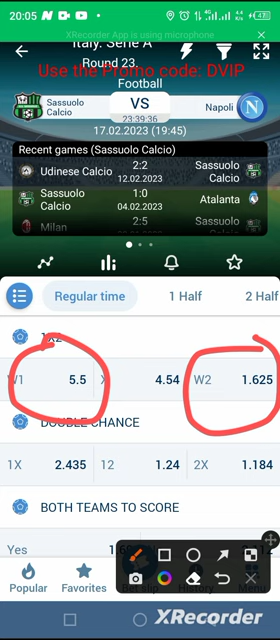 20:05
XRecorder App is using microphone
Italy. Serie A
Round 23.
Use the Promo code: DVIP
Football
Sassuolo Calcio VS Napoli
23:39:36
17.02.2023 (19:45)
Recent games (Sassuolo Calcio)
Udinese Calcio 2:2 Sassuolo Calcio
12.02.2023
Sassuolo Calcio 1:0 Atalanta
04.02.2023
Milan 2:5 Sassuolo
Regular time 1 Half 2 Half
1X2
W1 5.5 X 4.54 W2 1.625
DOUBLE CHANCE
1X 2.435 12 1.24 2X 1.184
BOTH TEAMS TO SCORE
Yes
Popular Favorites
XRecorder